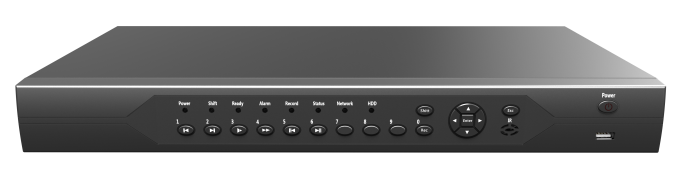 Power Shift Ready Alarm Record Status Network HDD
Power
Shift Esc
1 2 3 4 5 6 7 8 9 0
Enter
IR
Rec